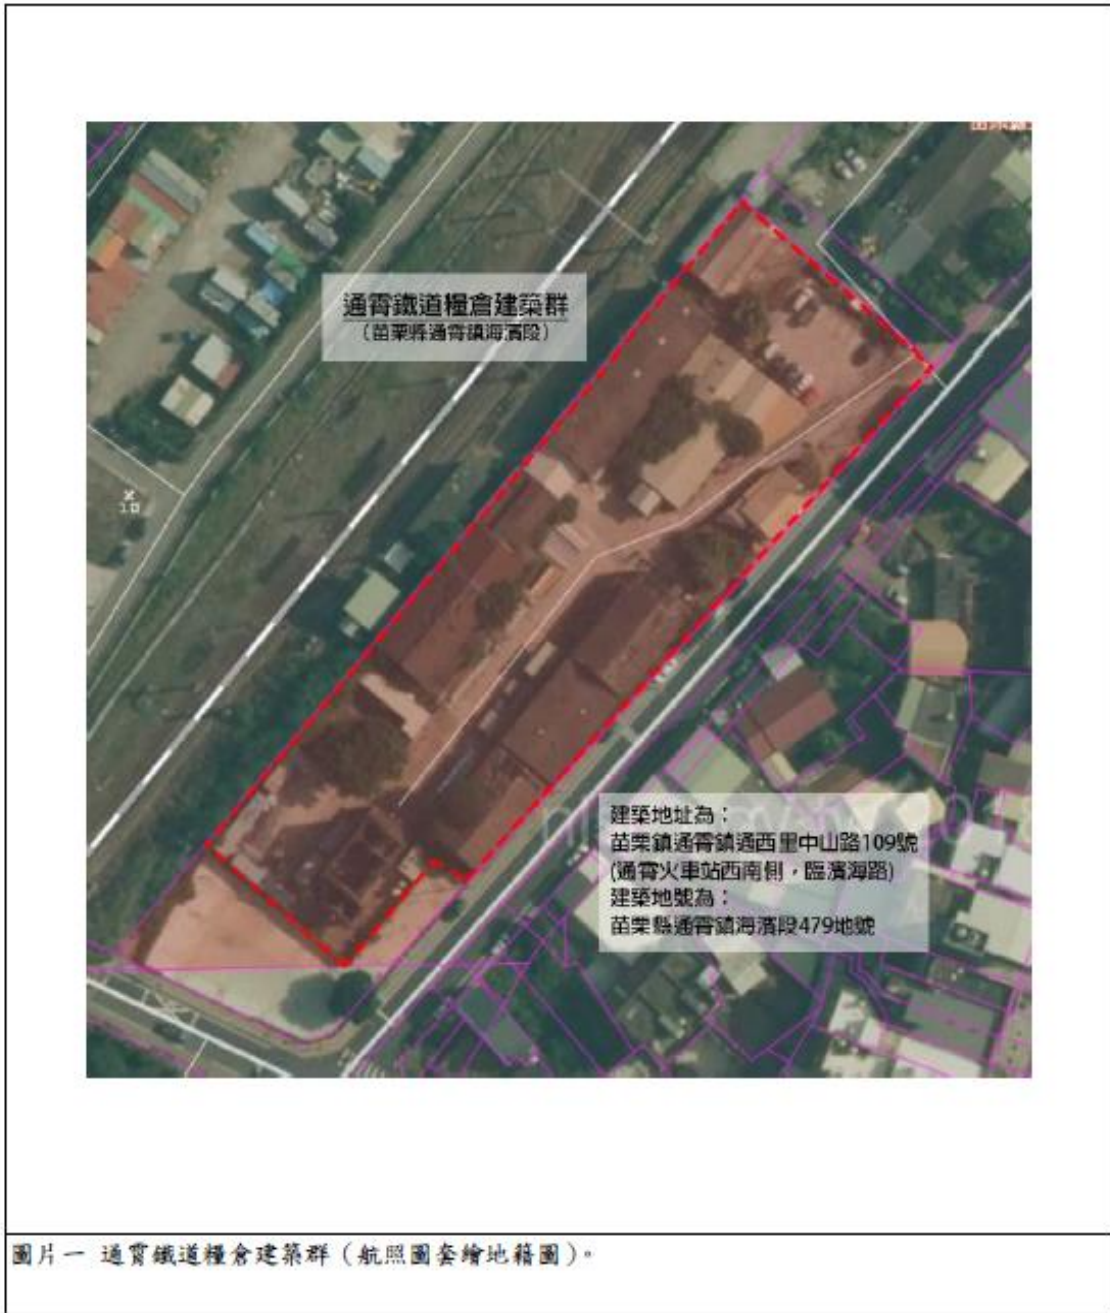 通霄鐵道糧倉建築群
(苗栗縣通霄鎮海濱段)
X
10
建築地址為：
苗栗鎮通霄鎮通西里中山路109號
(通霄火車站西南側，臨濱海路)
建築地號為：
苗栗縣通霄鎮海濱段479地號
圖片一 通霄鐵道糧倉建築群（航照圖套繪地籍圖）。